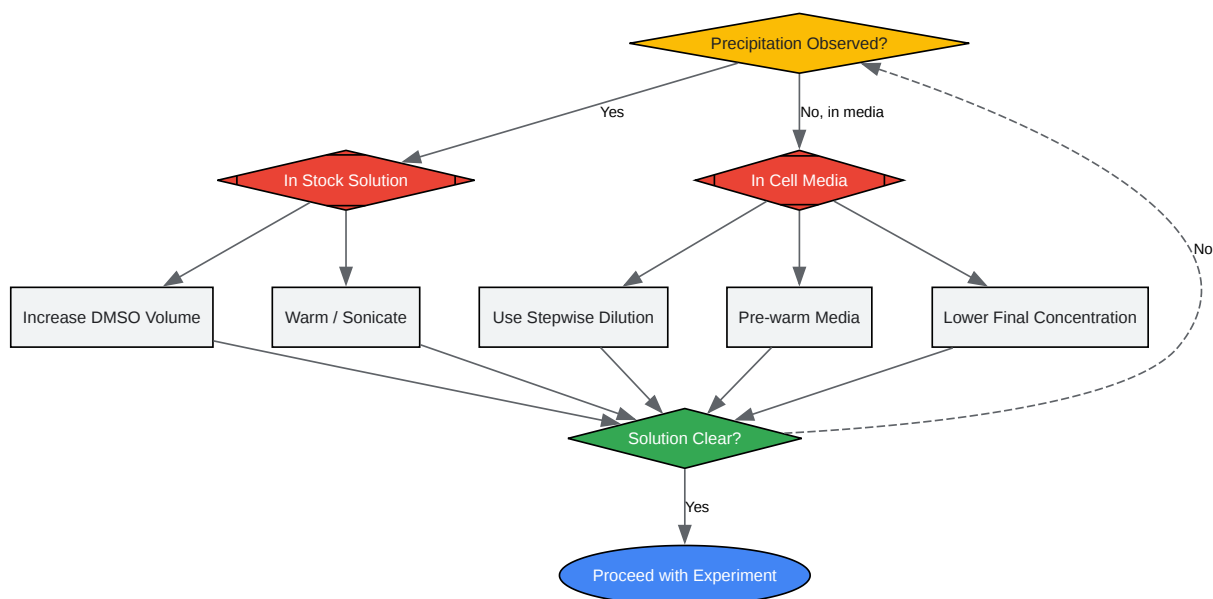 Precipitation Observed?
Yes
No, in media
In Stock Solution
In Cell Media
No
Increase DMSO Volume
Warm / Sonicate
Use Stepwise Dilution
Pre-warm Media
Lower Final Concentration
Solution Clear?
Yes
Proceed with Experiment